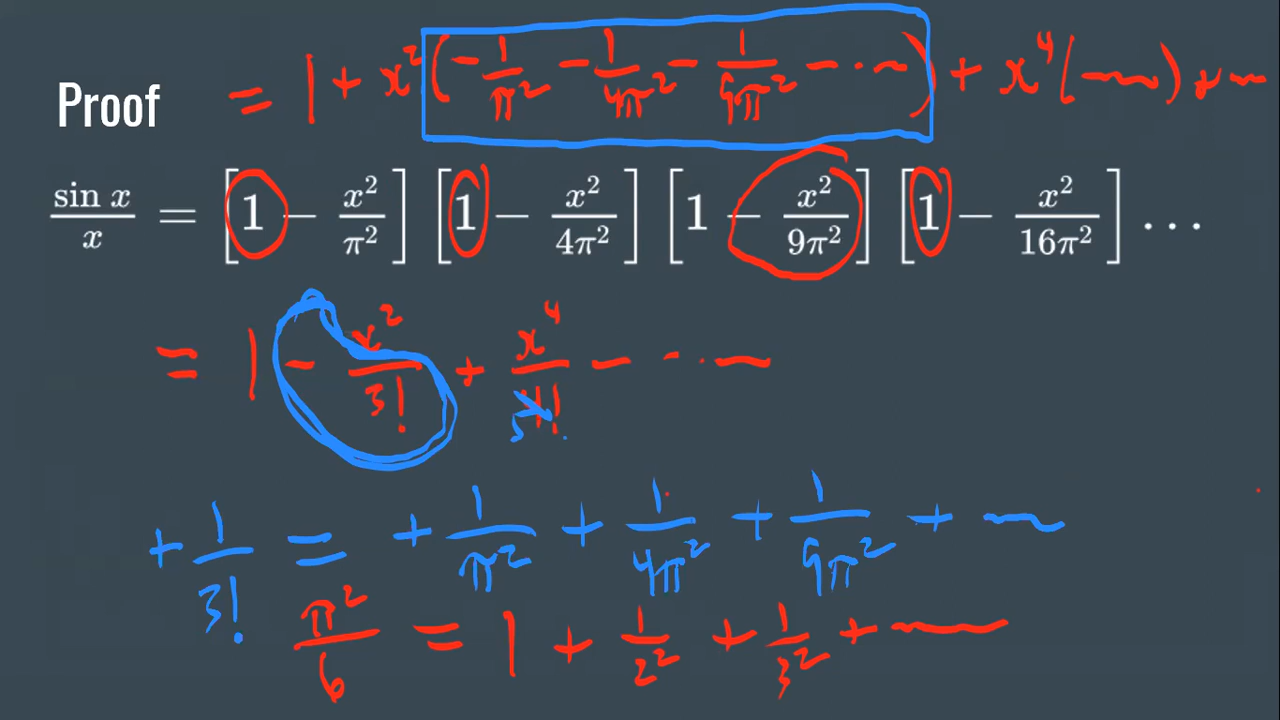 = 1 + x² (− 1/π² − 1/4π² − 1/9π² − ⋯ ) + x⁴ ( ) + 
Proof
sin x / x = [1 − x²/π²] [1 − x²/4π²] [1 − x²/9π²] [1 − x²/16π²] ...
= 1 − x²/3! + x⁴/5! − ⋯
+ 1/3! = + 1/π² + 1/4π² + 1/9π² + 
π²/6 = 1 + 1/2² + 1/3² +